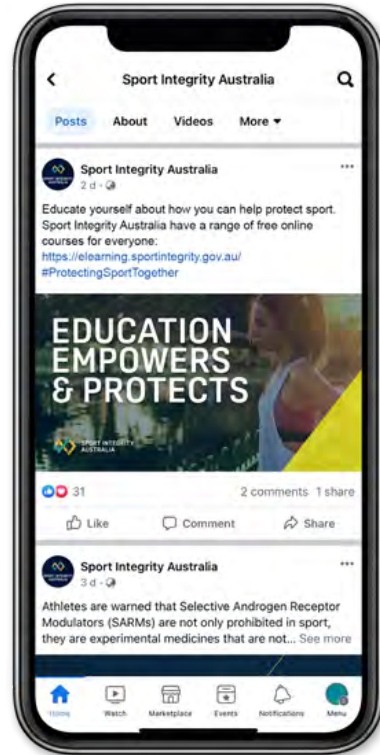 Sport Integrity Australia
Posts About Videos More
Sport Integrity Australia
2 d
Educate yourself about how you can help protect sport.
Sport Integrity Australia have a range of free online
courses for everyone:
https://elearning.sportintegrity.gov.au/
#ProtectingSportTogether
EDUCATION
EMPOWERS
& PROTECTS
SPORT INTEGRITY
AUSTRALIA
31 2 comments 1 share
Like Comment Share
Sport Integrity Australia
3 d
Athletes are warned that Selective Androgen Receptor
Modulators (SARMs) are not only prohibited in sport,
they are experimental medicines that are not... See more
Home Watch Marketplace Events Notifications Menu